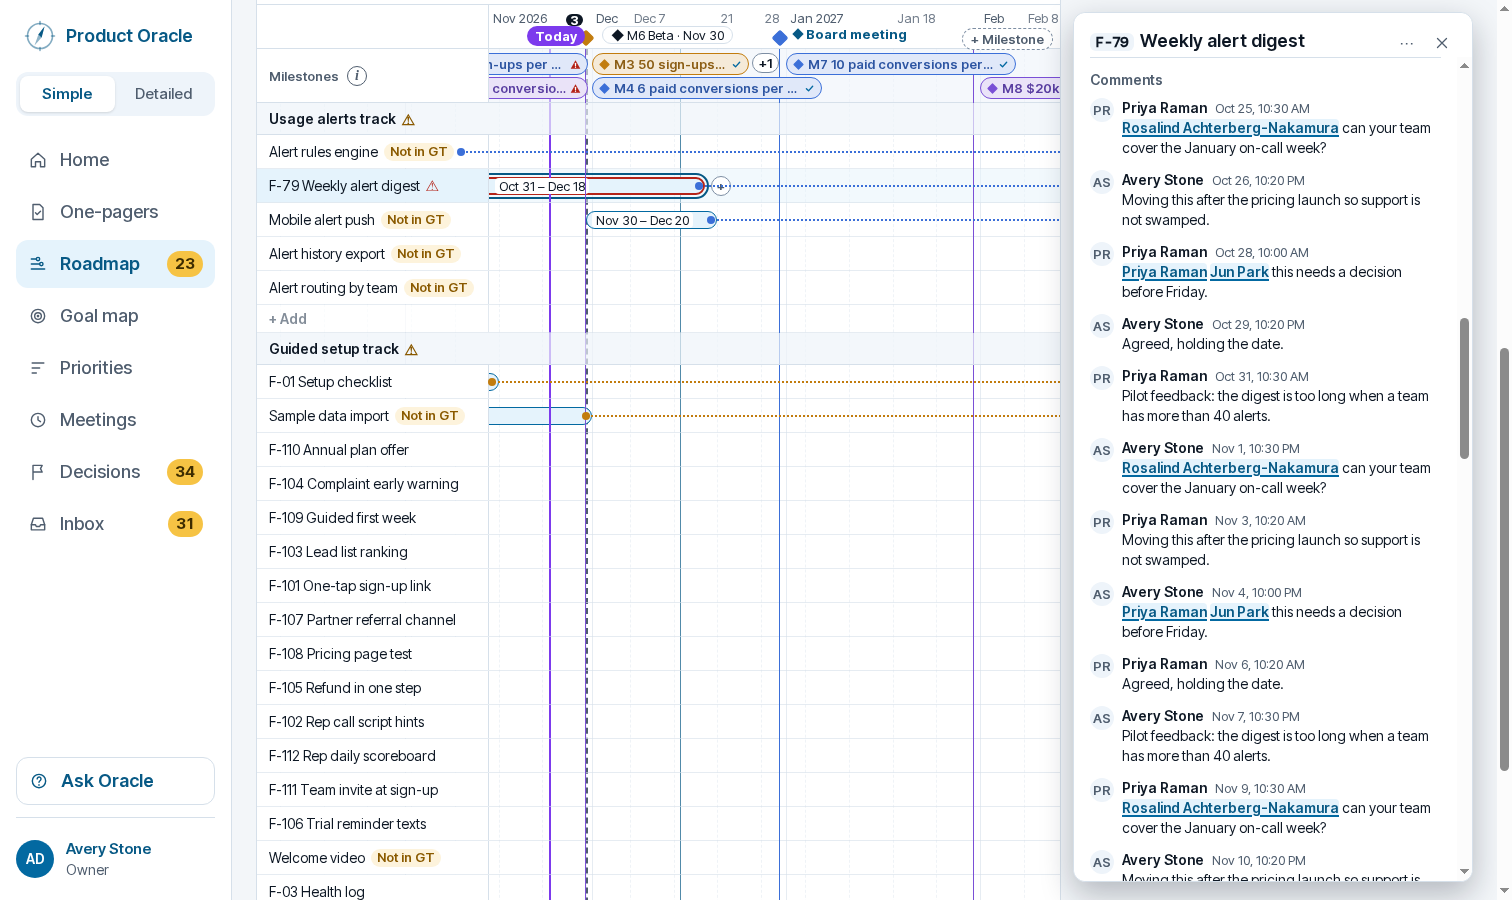 Product Oracle
Simple
Detailed
Home
One-pagers
Roadmap
23
Goal map
Priorities
Meetings
Decisions
34
Inbox
31
Ask Oracle
AD
Avery Stone
Owner
Nov 2026
3
Dec
Dec 7
21
28
Jan 2027
Jan 18
Feb
Feb 8
Today
M6 Beta · Nov 30
Board meeting
+ Milestone
Milestones
i
n-ups per ...
M3 50 sign-ups...
+1
M7 10 paid conversions per...
conversio...
M4 6 paid conversions per ...
M8 $20k
Usage alerts track
Alert rules engine
Not in GT
F-79 Weekly alert digest
Oct 31 – Dec 18
+
Mobile alert push
Not in GT
Nov 30 – Dec 20
Alert history export
Not in GT
Alert routing by team
Not in GT
+ Add
Guided setup track
F-01 Setup checklist
Sample data import
Not in GT
F-110 Annual plan offer
F-104 Complaint early warning
F-109 Guided first week
F-103 Lead list ranking
F-101 One-tap sign-up link
F-107 Partner referral channel
F-108 Pricing page test
F-105 Refund in one step
F-102 Rep call script hints
F-112 Rep daily scoreboard
F-111 Team invite at sign-up
F-106 Trial reminder texts
Welcome video
Not in GT
F-03 Health log
F-79 Weekly alert digest
Comments
PR
Priya Raman Oct 25, 10:30 AM
Rosalind Achterberg-Nakamura can your team
cover the January on-call week?
AS
Avery Stone Oct 26, 10:20 PM
Moving this after the pricing launch so support is
not swamped.
PR
Priya Raman Oct 28, 10:00 AM
Priya Raman Jun Park this needs a decision
before Friday.
AS
Avery Stone Oct 29, 10:20 PM
Agreed, holding the date.
PR
Priya Raman Oct 31, 10:30 AM
Pilot feedback: the digest is too long when a team
has more than 40 alerts.
AS
Avery Stone Nov 1, 10:30 PM
Rosalind Achterberg-Nakamura can your team
cover the January on-call week?
PR
Priya Raman Nov 3, 10:20 AM
Moving this after the pricing launch so support is
not swamped.
AS
Avery Stone Nov 4, 10:00 PM
Priya Raman Jun Park this needs a decision
before Friday.
PR
Priya Raman Nov 6, 10:20 AM
Agreed, holding the date.
AS
Avery Stone Nov 7, 10:30 PM
Pilot feedback: the digest is too long when a team
has more than 40 alerts.
PR
Priya Raman Nov 9, 10:30 AM
Rosalind Achterberg-Nakamura can your team
cover the January on-call week?
AS
Avery Stone Nov 10, 10:20 PM
Moving this after the pricing launch so support is